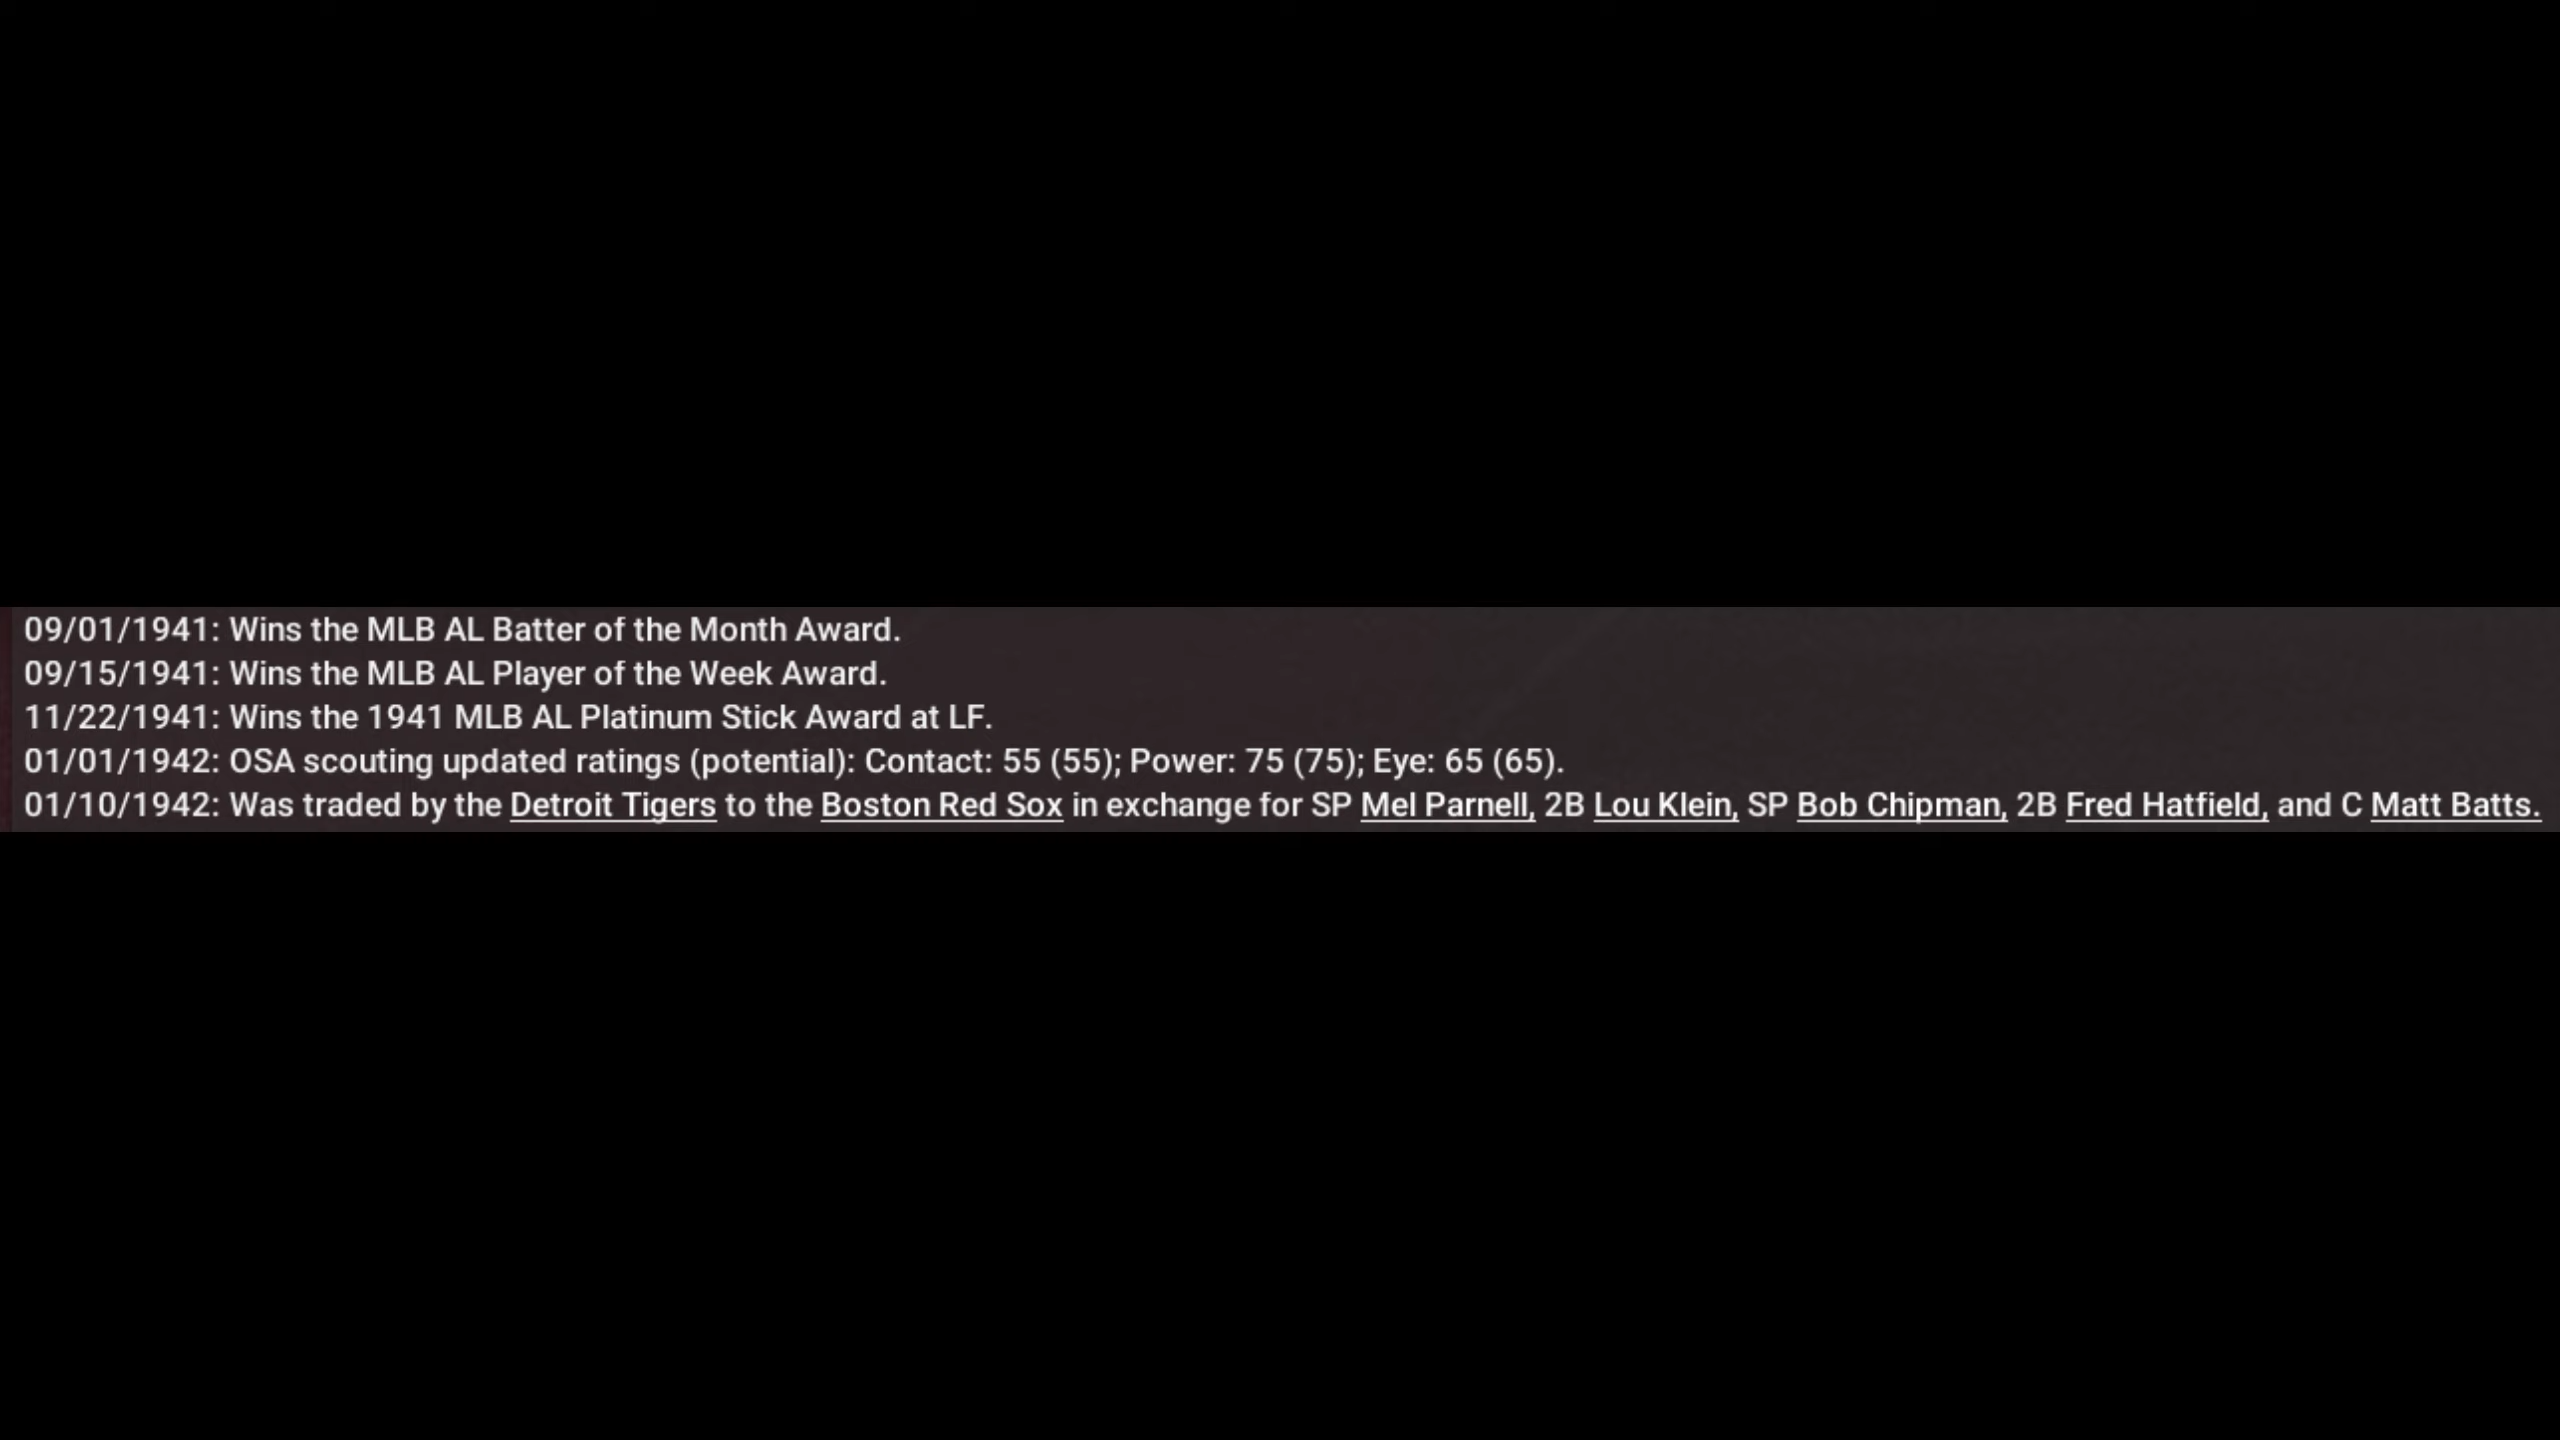 09/01/1941: Wins the MLB AL Batter of the Month Award.
09/15/1941: Wins the MLB AL Player of the Week Award.
11/22/1941: Wins the 1941 MLB AL Platinum Stick Award at LF.
01/01/1942: OSA scouting updated ratings (potential): Contact: 55 (55); Power: 75 (75); Eye: 65 (65).
01/10/1942: Was traded by the Detroit Tigers to the Boston Red Sox in exchange for SP Mel Parnell, 2B Lou Klein, SP Bob Chipman, 2B Fred Hatfield, and C Matt Batts.